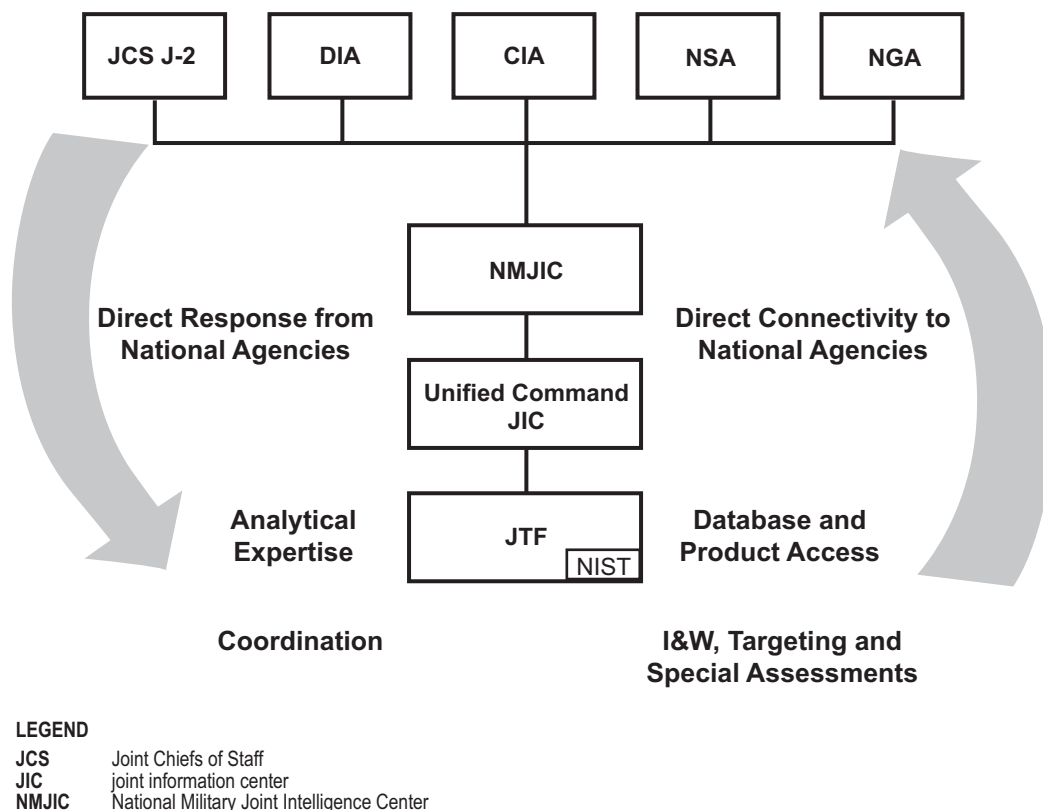 JCS J-2
DIA
CIA
NSA
NGA
NMJIC
Direct Response from
National Agencies
Direct Connectivity to
National Agencies
Unified Command
JIC
Analytical
Expertise
JTF
NIST
Database and
Product Access
Coordination
I&W, Targeting and
Special Assessments
LEGEND
JCS Joint Chiefs of Staff
JIC joint information center
NMJIC National Military Joint Intelligence Center